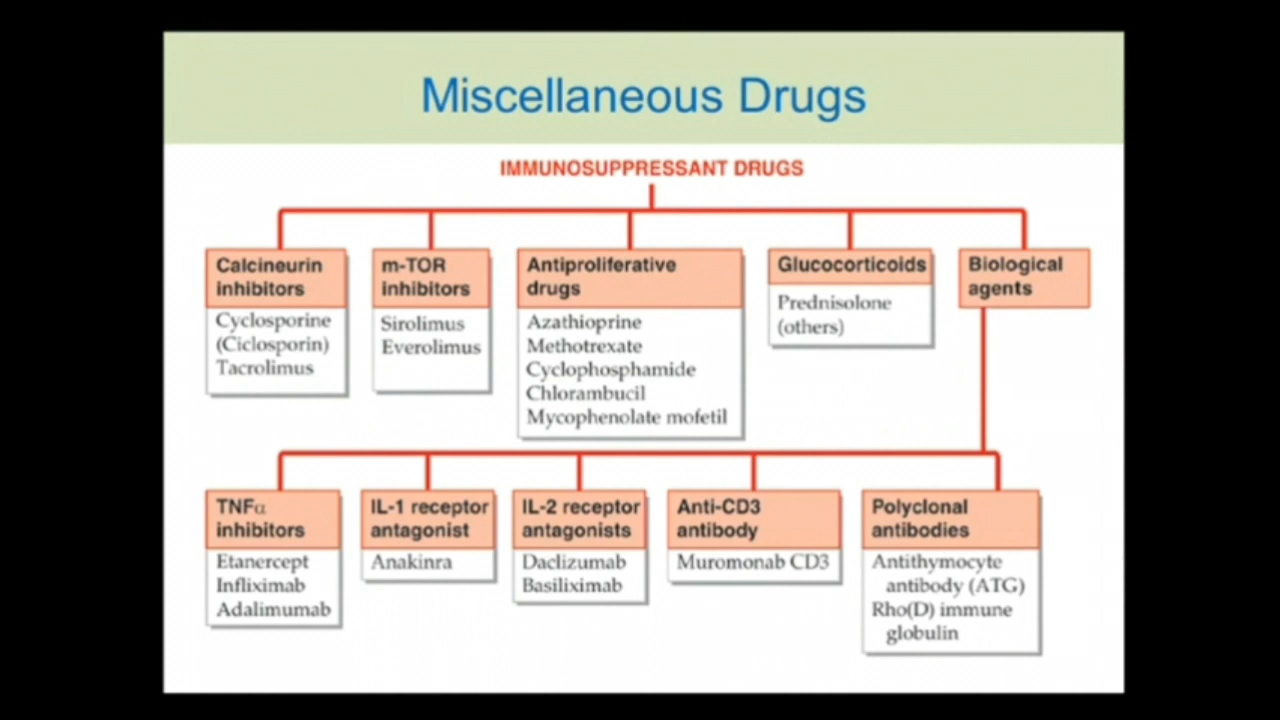 Miscellaneous Drugs
IMMUNOSUPPRESSANT DRUGS
Calcineurin
inhibitors
Cyclosporine
(Ciclosporin)
Tacrolimus
m-TOR
inhibitors
Sirolimus
Everolimus
Antiproliferative
drugs
Azathioprine
Methotrexate
Cyclophosphamide
Chlorambucil
Mycophenolate mofetil
Glucocorticoids
Prednisolone
(others)
Biological
agents
TNFα
inhibitors
Etanercept
Infliximab
Adalimumab
IL-1 receptor
antagonist
Anakinra
IL-2 receptor
antagonists
Daclizumab
Basiliximab
Anti-CD3
antibody
Muromonab CD3
Polyclonal
antibodies
Antithymocyte
antibody (ATG)
Rho(D) immune
globulin